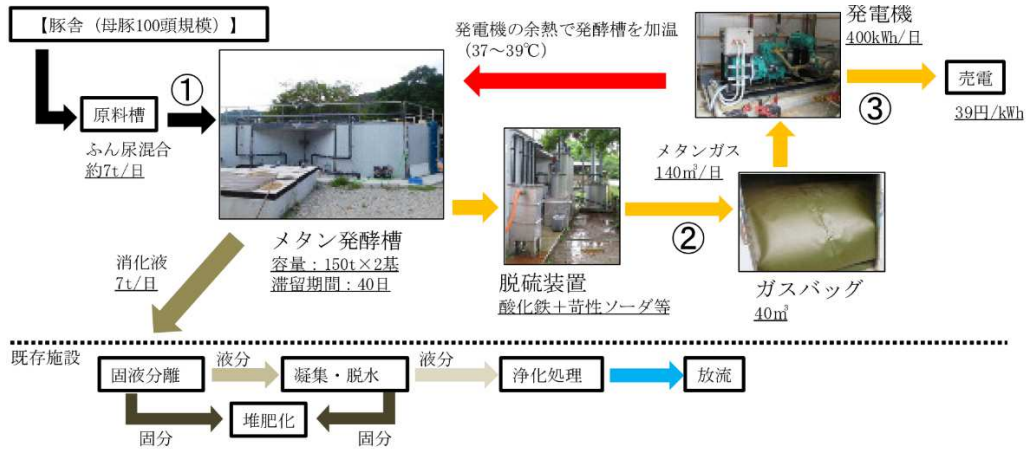 【豚舎（母豚100頭規模）】
①
原料槽
ふん尿混合
約7t/日
発電機の余熱で発酵槽を加温
（37～39℃）
発電機
400kWh/日
③
売電
39円/kWh
メタンガス
140㎥/日
②
メタン発酵槽
容量：150t×2基
滞留期間：40日
脱硫装置
酸化鉄＋苛性ソーダ等
ガスバッグ
40㎥
消化液
7t/日
既存施設
固液分離
液分
凝集・脱水
液分
浄化処理
放流
堆肥化
固分
固分